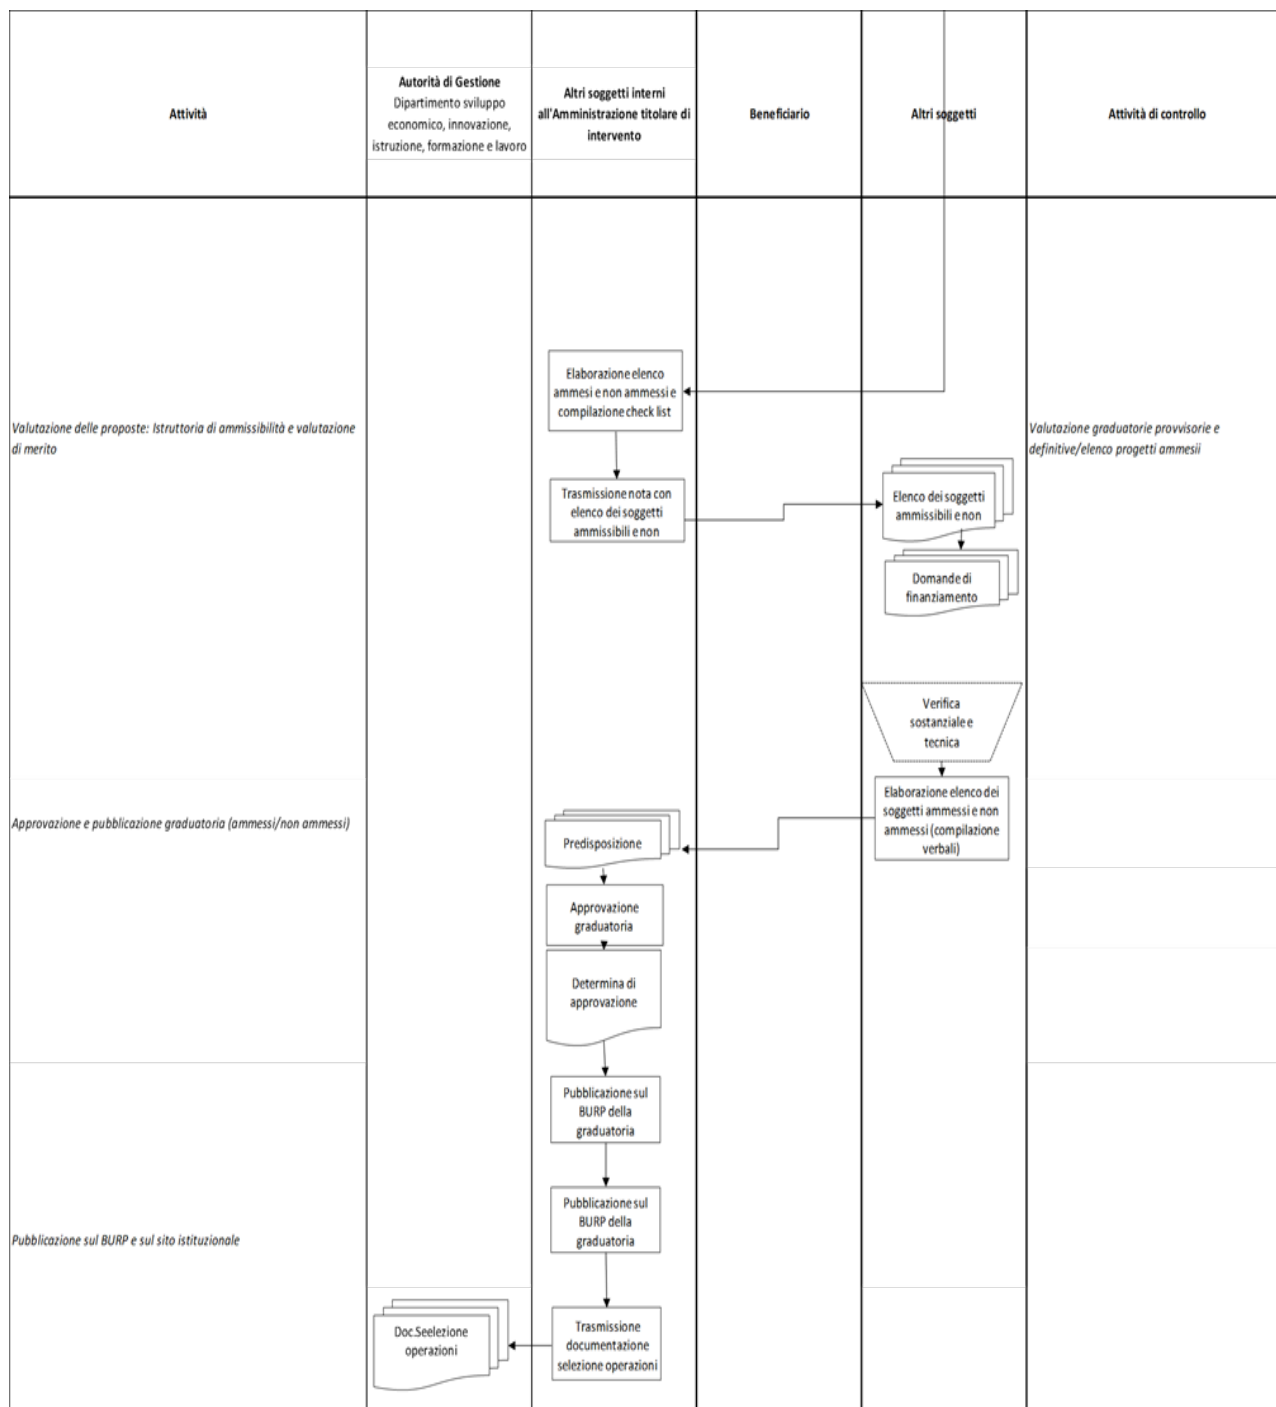 Attività
Autorità di Gestione
Dipartimento sviluppo
economico, innovazione,
istruzione, formazione e lavoro
Altri soggetti interni
all'Amministrazione titolare di
intervento
Beneficiario
Altri soggetti
Attività di controllo
Valutazione delle proposte: Istruttoria di ammissibilità e valutazione
di merito
Elaborazione elenco
ammesi e non ammessi e
compilazione check list
Trasmissione nota con
elenco dei soggetti
ammissibili e non
Elenco dei soggetti
ammissibili e non
Domande di
finanziamento
Valutazione graduatorie provvisorie e
definitive/elenco progetti ammesii
Verifica
sostanziale e
tecnica
Elaborazione elenco dei
soggetti ammessi e non
ammessi (compilazione
verbali)
Approvazione e pubblicazione graduatoria (ammessi/non ammessi)
Predisposizione
Approvazione
graduatoria
Determina di
approvazione
Pubblicazione sul
BURP della
graduatoria
Pubblicazione sul
BURP della
graduatoria
Pubblicazione sul BURP e sul sito istituzionale
Trasmissione
documentazione
selezione operazioni
Doc.Seelezione
operazioni